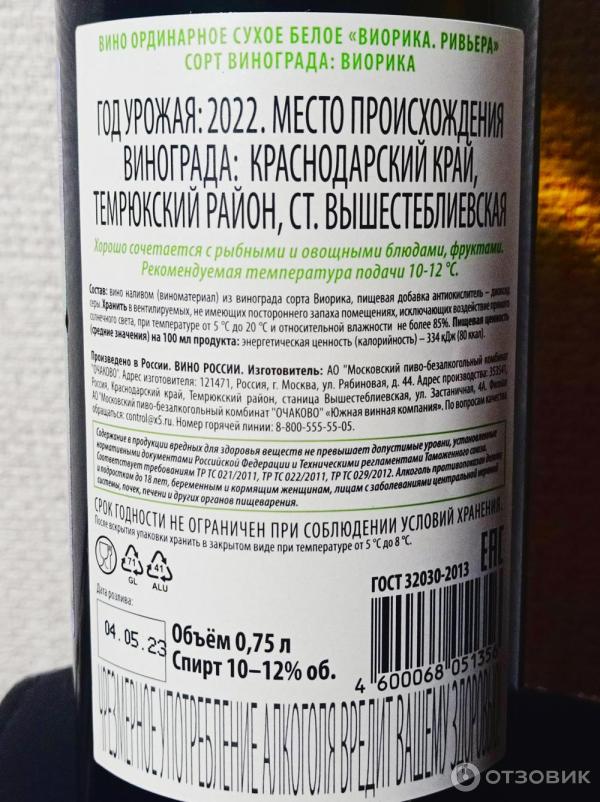 ВИНО ОРДИНАРНОЕ СУХОЕ БЕЛОЕ «ВИОРИКА. РИВЬЕРА»
СОРТ ВИНОГРАДА: ВИОРИКА
ГОД УРОЖАЯ: 2022. МЕСТО ПРОИСХОЖДЕНИЯ
ВИНОГРАДА: КРАСНОДАРСКИЙ КРАЙ,
ТЕМРЮКСКИЙ РАЙОН, СТ. ВЫШЕСТЕБЛИЕВСКАЯ
Хорошо сочетается с рыбными и овощными блюдами, фруктами.
Рекомендуемая температура подачи 10-12 °С.
Состав: вино наливом (виноматериал) из винограда сорта Виорика, пищевая добавка антиокислитель – диоксид
серы. Хранить в вентилируемых, не имеющих постороннего запаха помещениях, исключающих воздействие прямого
солнечного света, при температуре от 5 °С до 20 °С и относительной влажности не более 85%. Пищевая ценность
(средние значения) на 100 мл продукта: энергетическая ценность (калорийность) – 334 кДж (80 ккал).
Произведено в России. ВИНО РОССИИ. Изготовитель: АО "Московский пиво-безалкогольный комбинат
"ОЧАКОВО". Адрес изготовителя: 121471, Россия, г. Москва, ул. Рябиновая, д. 44. Адрес производства: 353541,
Россия, Краснодарский край, Темрюкский район, станица Вышестеблиевская, ул. Заставичная, 4А. Филиал
АО "Московский пиво-безалкогольный комбинат "ОЧАКОВО" «Южная винная компания». По вопросам качества
обращаться: control@x5.ru. Номер горячей линии: 8-800-555-55-05.
Содержание в продукции вредных для здоровья веществ не превышает допустимые уровни, установленные
нормативными документами Российской Федерации и Техническими регламентами Таможенного союза.
Соответствует требованиям ТР ТС 021/2011, ТР ТС 022/2011, ТР ТС 029/2012. Алкоголь противопоказан детям
и подросткам до 18 лет, беременным и кормящим женщинам, лицам с заболеваниями центральной нервной
системы, почек, печени и других органов пищеварения.
СРОК ГОДНОСТИ НЕ ОГРАНИЧЕН ПРИ СОБЛЮДЕНИИ УСЛОВИЙ ХРАНЕНИЯ.
После вскрытия упаковки хранить в закрытом виде при температуре от 5 °С до 8 °С.
71
GL
41
ALU
EAC
ГОСТ 32030-2013
Дата розлива:
04.05.23
Объём 0,75 л
Спирт 10–12% об.
4 600068 051356
ЧРЕЗМЕРНОЕ УПОТРЕБЛЕНИЕ АЛКОГОЛЯ ВРЕДИТ ВАШЕМУ ЗДОРОВЬЮ
ОТЗОВИК